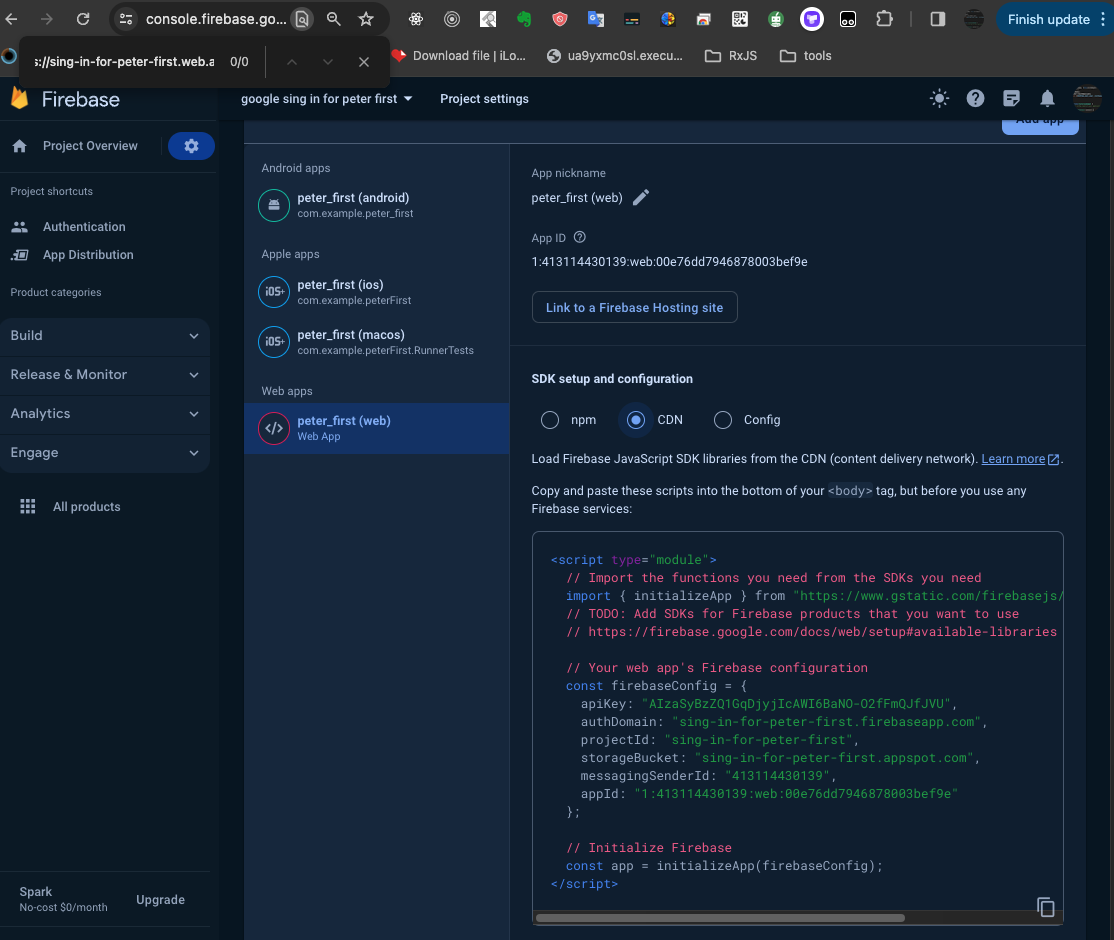 console.firebase.go...
Finish update
s://sing-in-for-peter-first.web.a
0/0
Download file | iLo...
ua9yxmc0sl.execu...
RxJS
tools
Firebase
google sing in for peter first
Project settings
Project Overview
Add app
Project shortcuts
Authentication
App Distribution
Product categories
Build
Release & Monitor
Analytics
Engage
All products
Spark
No-cost $0/month
Upgrade
Android apps
peter_first (android)
com.example.peter_first
Apple apps
iOS+
peter_first (ios)
com.example.peterFirst
iOS+
peter_first (macos)
com.example.peterFirst.RunnerTests
Web apps
</>
peter_first (web)
Web App
App nickname
peter_first (web)
App ID
1:413114430139:web:00e76dd7946878003bef9e
Link to a Firebase Hosting site
SDK setup and configuration
npm
CDN
Config
Load Firebase JavaScript SDK libraries from the CDN (content delivery network). Learn more.
Copy and paste these scripts into the bottom of your <body> tag, but before you use any
Firebase services:
<script type="module">
// Import the functions you need from the SDKs you need
import { initializeApp } from "https://www.gstatic.com/firebasejs/
// TODO: Add SDKs for Firebase products that you want to use
// https://firebase.google.com/docs/web/setup#available-libraries
// Your web app's Firebase configuration
const firebaseConfig = {
apiKey: "AIzaSyBzZQ1GqDjyjIcAWI6BaNO-O2fFmQJfJVU",
authDomain: "sing-in-for-peter-first.firebaseapp.com",
projectId: "sing-in-for-peter-first",
storageBucket: "sing-in-for-peter-first.appspot.com",
messagingSenderId: "413114430139",
appId: "1:413114430139:web:00e76dd7946878003bef9e"
};
// Initialize Firebase
const app = initializeApp(firebaseConfig);
</script>